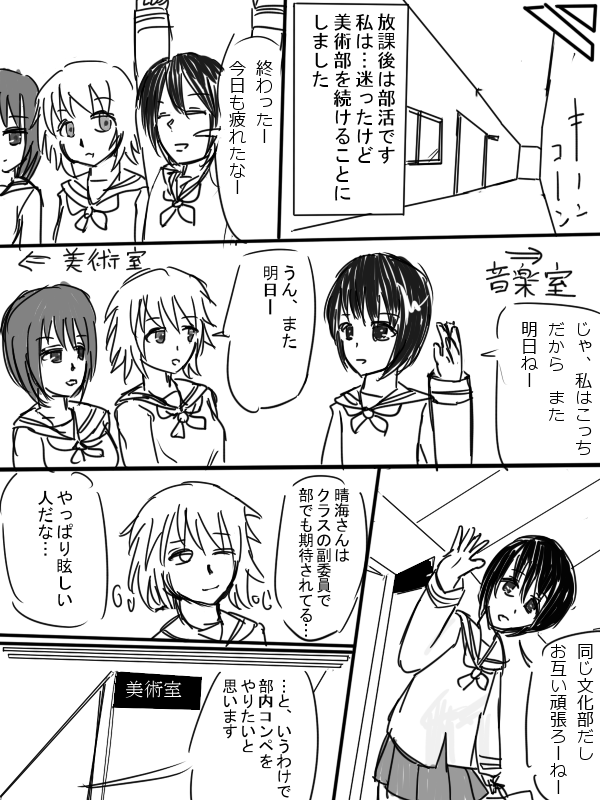 放課後は部活です
私は…迷ったけど
美術部を続けることに
しました
キーン
コーン
終わったー
今日も疲れたなー
→
音楽室
じゃ、私はこっち
だから また
明日ねー
うん、また
明日ー
← 美術室
同じ文化部だし
お互い頑張ろーねー
晴海さんは
クラスの副委員で
部でも期待されてる…
やっぱり眩しい
人だな…
美術室
…と、いうわけで
部内コンペを
やりたいと
思います